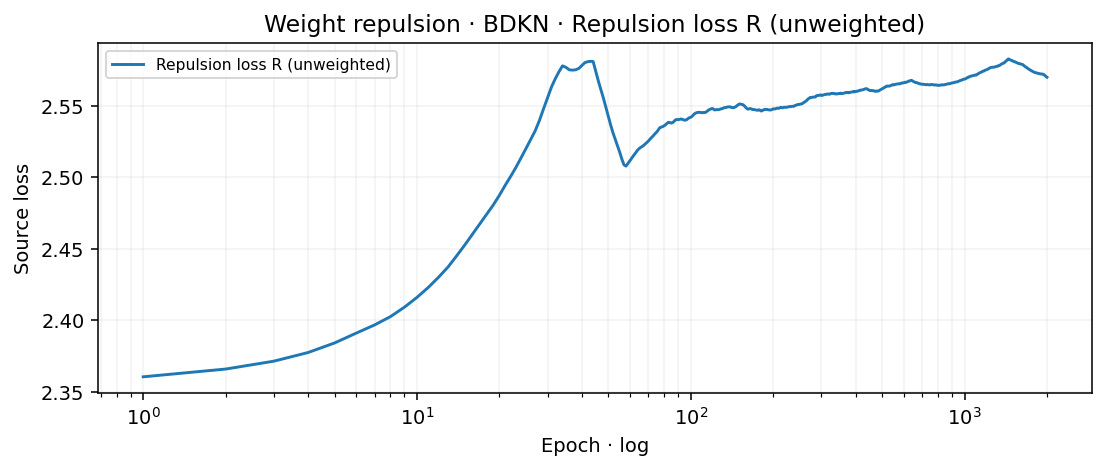 Weight repulsion · BDKN · Repulsion loss R (unweighted)
Repulsion loss R (unweighted)
Source loss
2.55
2.50
2.45
2.40
2.35
10⁰
10¹
10²
10³
Epoch · log